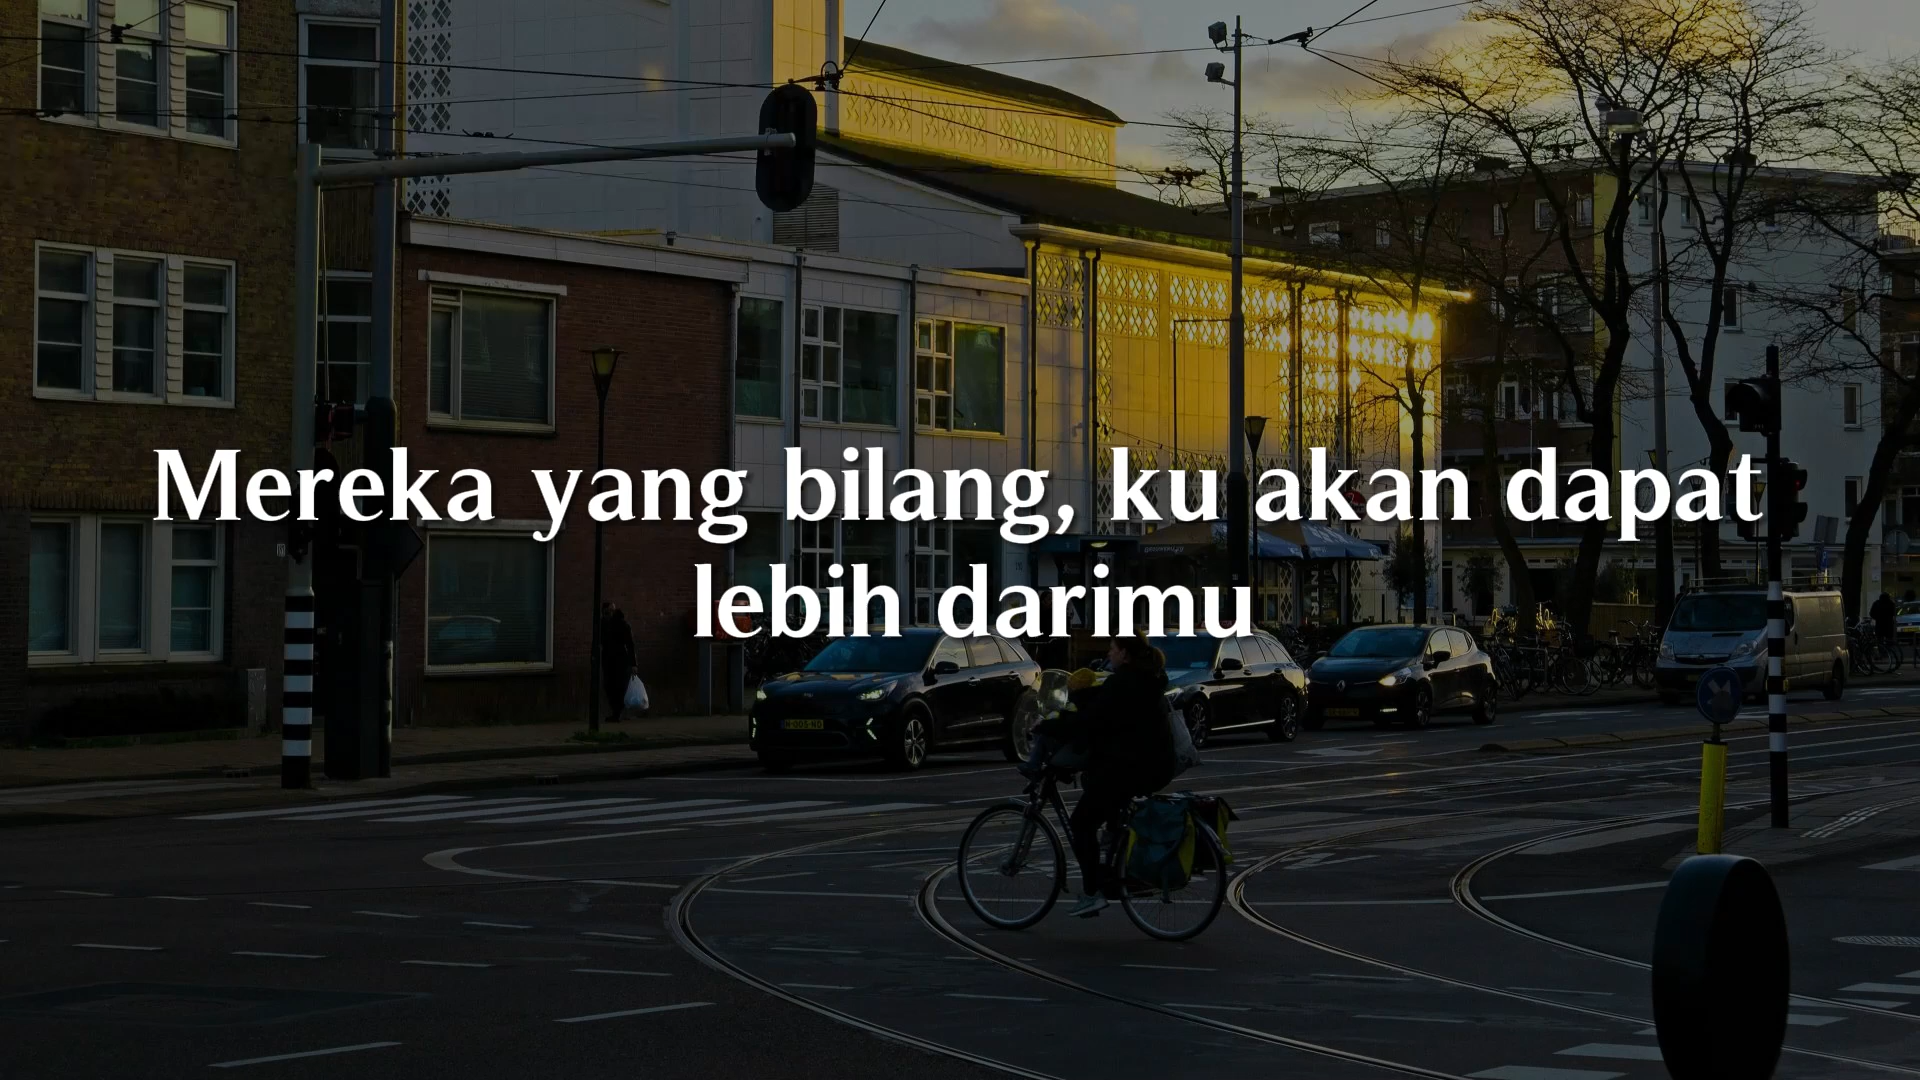 Mereka yang bilang, ku akan dapat
lebih darimu